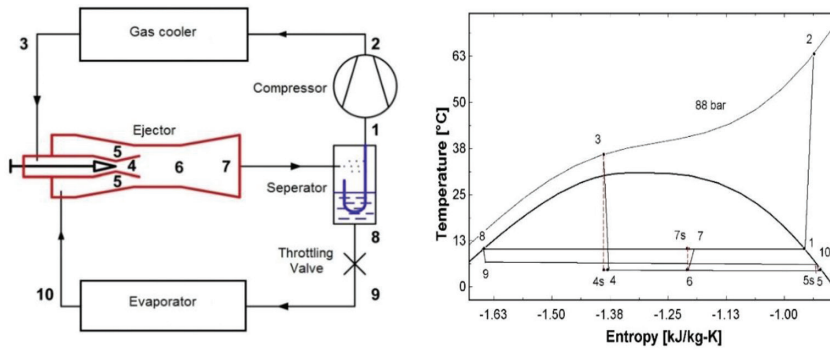 3
Gas cooler
2
Compressor
Ejector
5
4
6
7
5
1
Seperator
8
Throttling
Valve
10
Evaporator
9
Temperature [°C]
63
50
38
25
13
0
2
88 bar
3
8
7s
7
1
10
9
4s
4
6
5s
5
-1.63
-1.50
-1.38
-1.25
-1.13
-1.00
Entropy [kJ/kg-K]